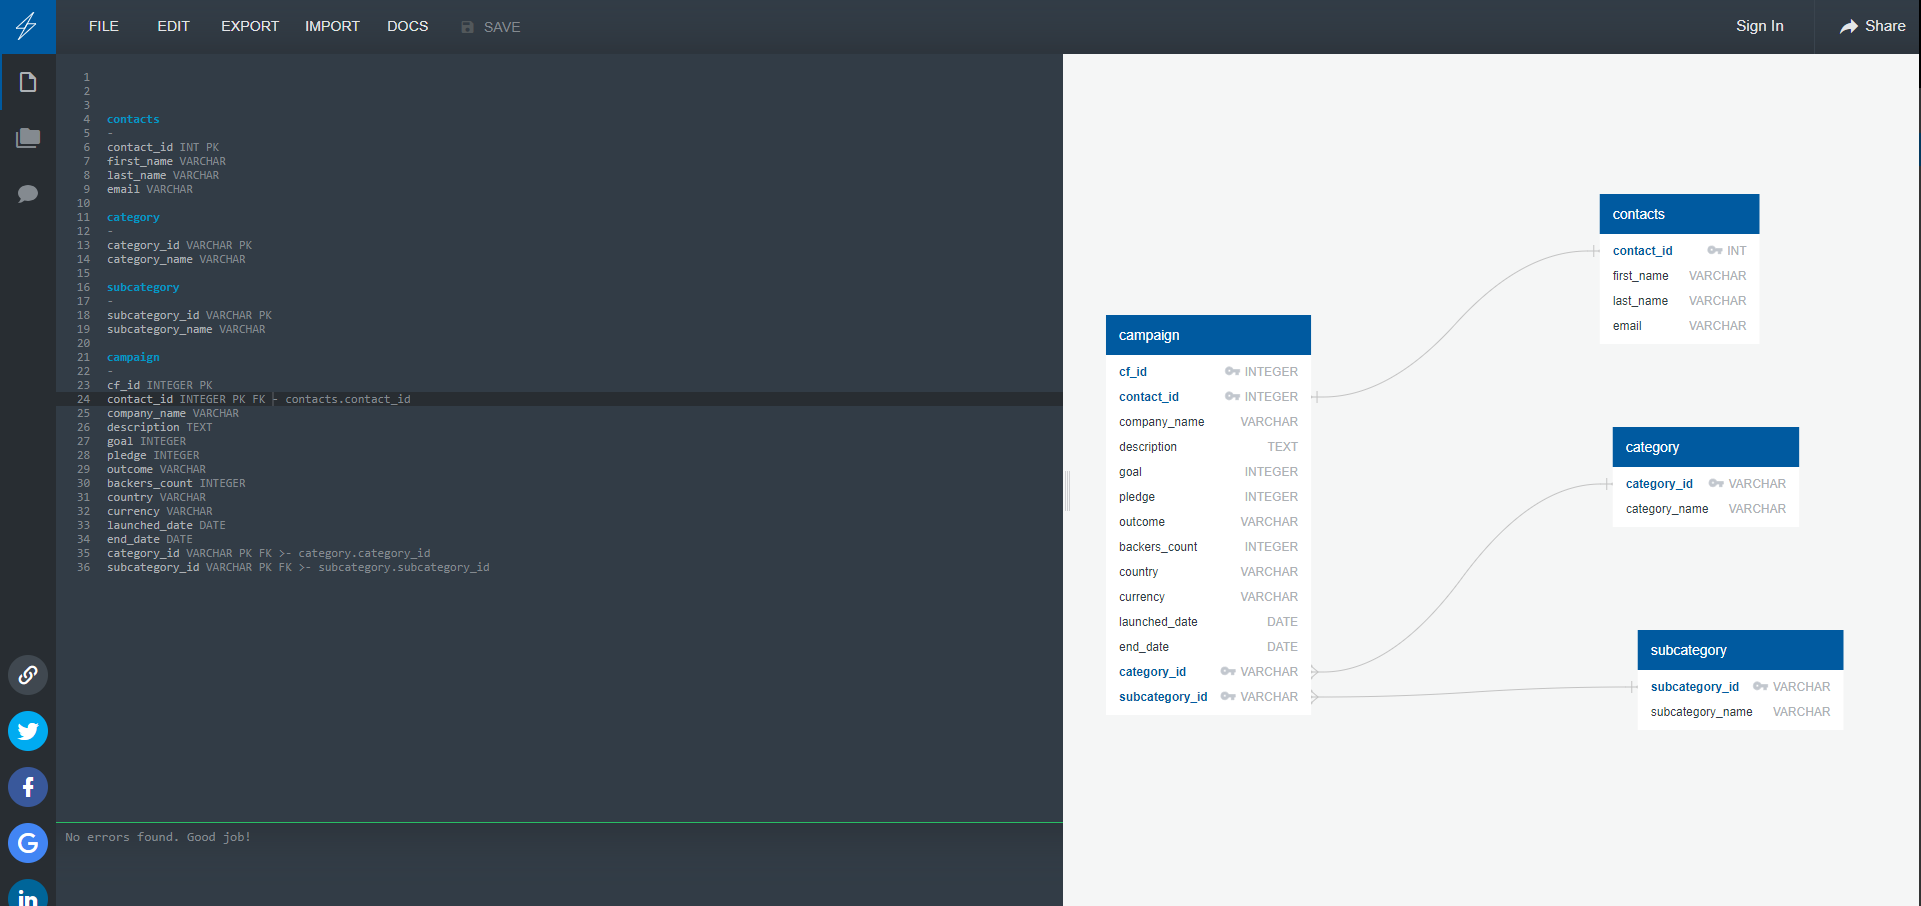 FILE EDIT EXPORT IMPORT DOCS SAVE Sign In Share
1
2
3
4 contacts
5 -
6 contact_id INT PK
7 first_name VARCHAR
8 last_name VARCHAR
9 email VARCHAR
10
11 category
12 -
13 category_id VARCHAR PK
14 category_name VARCHAR
15
16 subcategory
17 -
18 subcategory_id VARCHAR PK
19 subcategory_name VARCHAR
20
21 campaign
22 -
23 cf_id INTEGER PK
24 contact_id INTEGER PK FK - contacts.contact_id
25 company_name VARCHAR
26 description TEXT
27 goal INTEGER
28 pledge INTEGER
29 outcome VARCHAR
30 backers_count INTEGER
31 country VARCHAR
32 currency VARCHAR
33 launched_date DATE
34 end_date DATE
35 category_id VARCHAR PK FK >- category.category_id
36 subcategory_id VARCHAR PK FK >- subcategory.subcategory_id
No errors found. Good job!
campaign
cf_id INTEGER
contact_id INTEGER
company_name VARCHAR
description TEXT
goal INTEGER
pledge INTEGER
outcome VARCHAR
backers_count INTEGER
country VARCHAR
currency VARCHAR
launched_date DATE
end_date DATE
category_id VARCHAR
subcategory_id VARCHAR
contacts
contact_id INT
first_name VARCHAR
last_name VARCHAR
email VARCHAR
category
category_id VARCHAR
category_name VARCHAR
subcategory
subcategory_id VARCHAR
subcategory_name VARCHAR
f
G
in